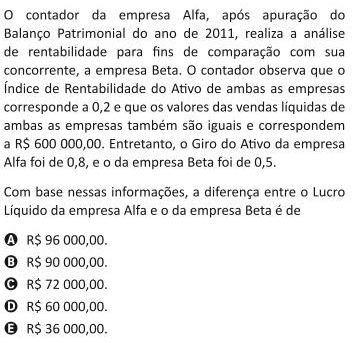 O contador da empresa Alfa, após apuração do
Balanço Patrimonial do ano de 2011, realiza a análise
de rentabilidade para fins de comparação com sua
concorrente, a empresa Beta. O contador observa que o
Índice de Rentabilidade do Ativo de ambas as empresas
corresponde a 0,2 e que os valores das vendas líquidas de
ambas as empresas também são iguais e correspondem
a R$ 600 000,00. Entretanto, o Giro do Ativo da empresa
Alfa foi de 0,8, e o da empresa Beta foi de 0,5.
Com base nessas informações, a diferença entre o Lucro
Líquido da empresa Alfa e o da empresa Beta é de
A R$ 96 000,00.
B R$ 90 000,00.
C R$ 72 000,00.
D R$ 60 000,00.
E R$ 36 000,00.